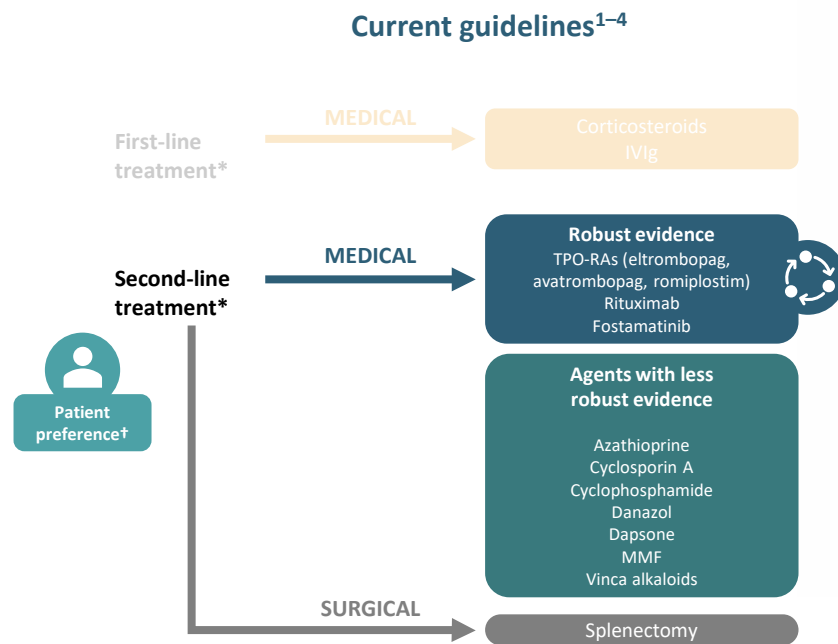 Current guidelines¹⁻⁴
First-line
treatment*
MEDICAL
Corticosteroids
IVIg
Second-line
treatment*
MEDICAL
Robust evidence
TPO-RAs (eltrombopag,
avatrombopag, romiplostim)
Rituximab
Fostamatinib
Patient
preference†
Agents with less
robust evidence
Azathioprine
Cyclosporin A
Cyclophosphamide
Danazol
Dapsone
MMF
Vinca alkaloids
SURGICAL
Splenectomy